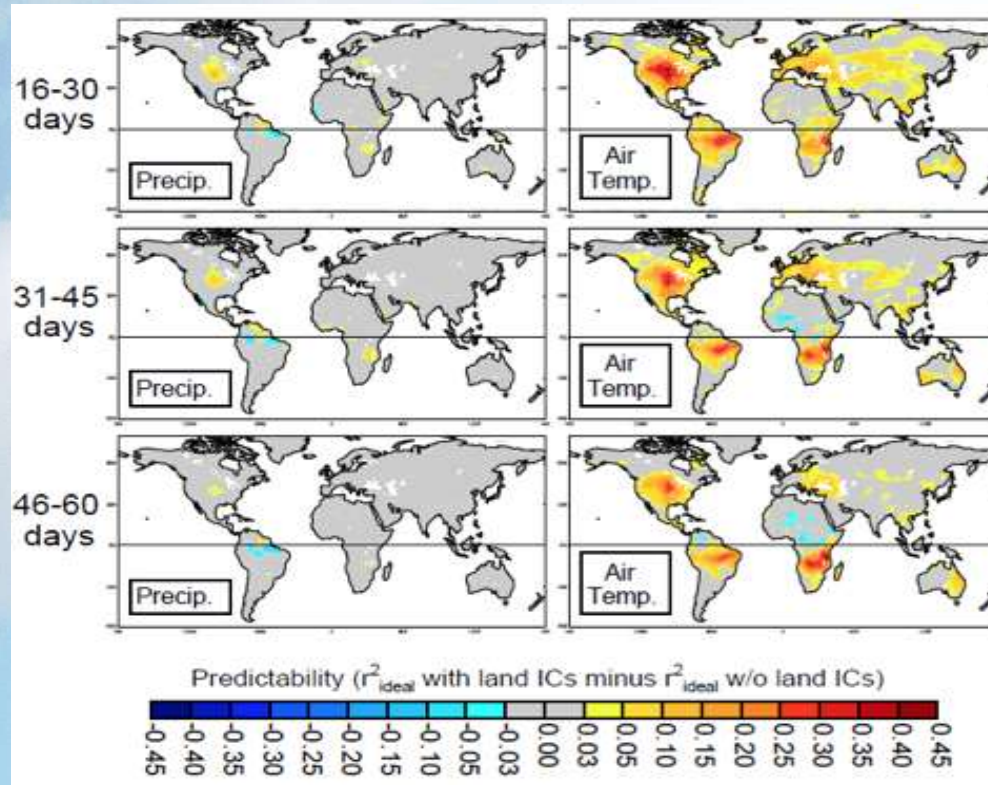 16-30
days
Precip.
Air
Temp.
31-45
days
Precip.
Air
Temp.
46-60
days
Precip.
Air
Temp.
Predictability (r²ideal with land ICs minus r²ideal w/o land ICs)
-0.45
-0.40
-0.35
-0.30
-0.25
-0.20
-0.15
-0.10
-0.05
-0.03
0.00
0.03
0.05
0.10
0.15
0.20
0.25
0.30
0.35
0.40
0.45